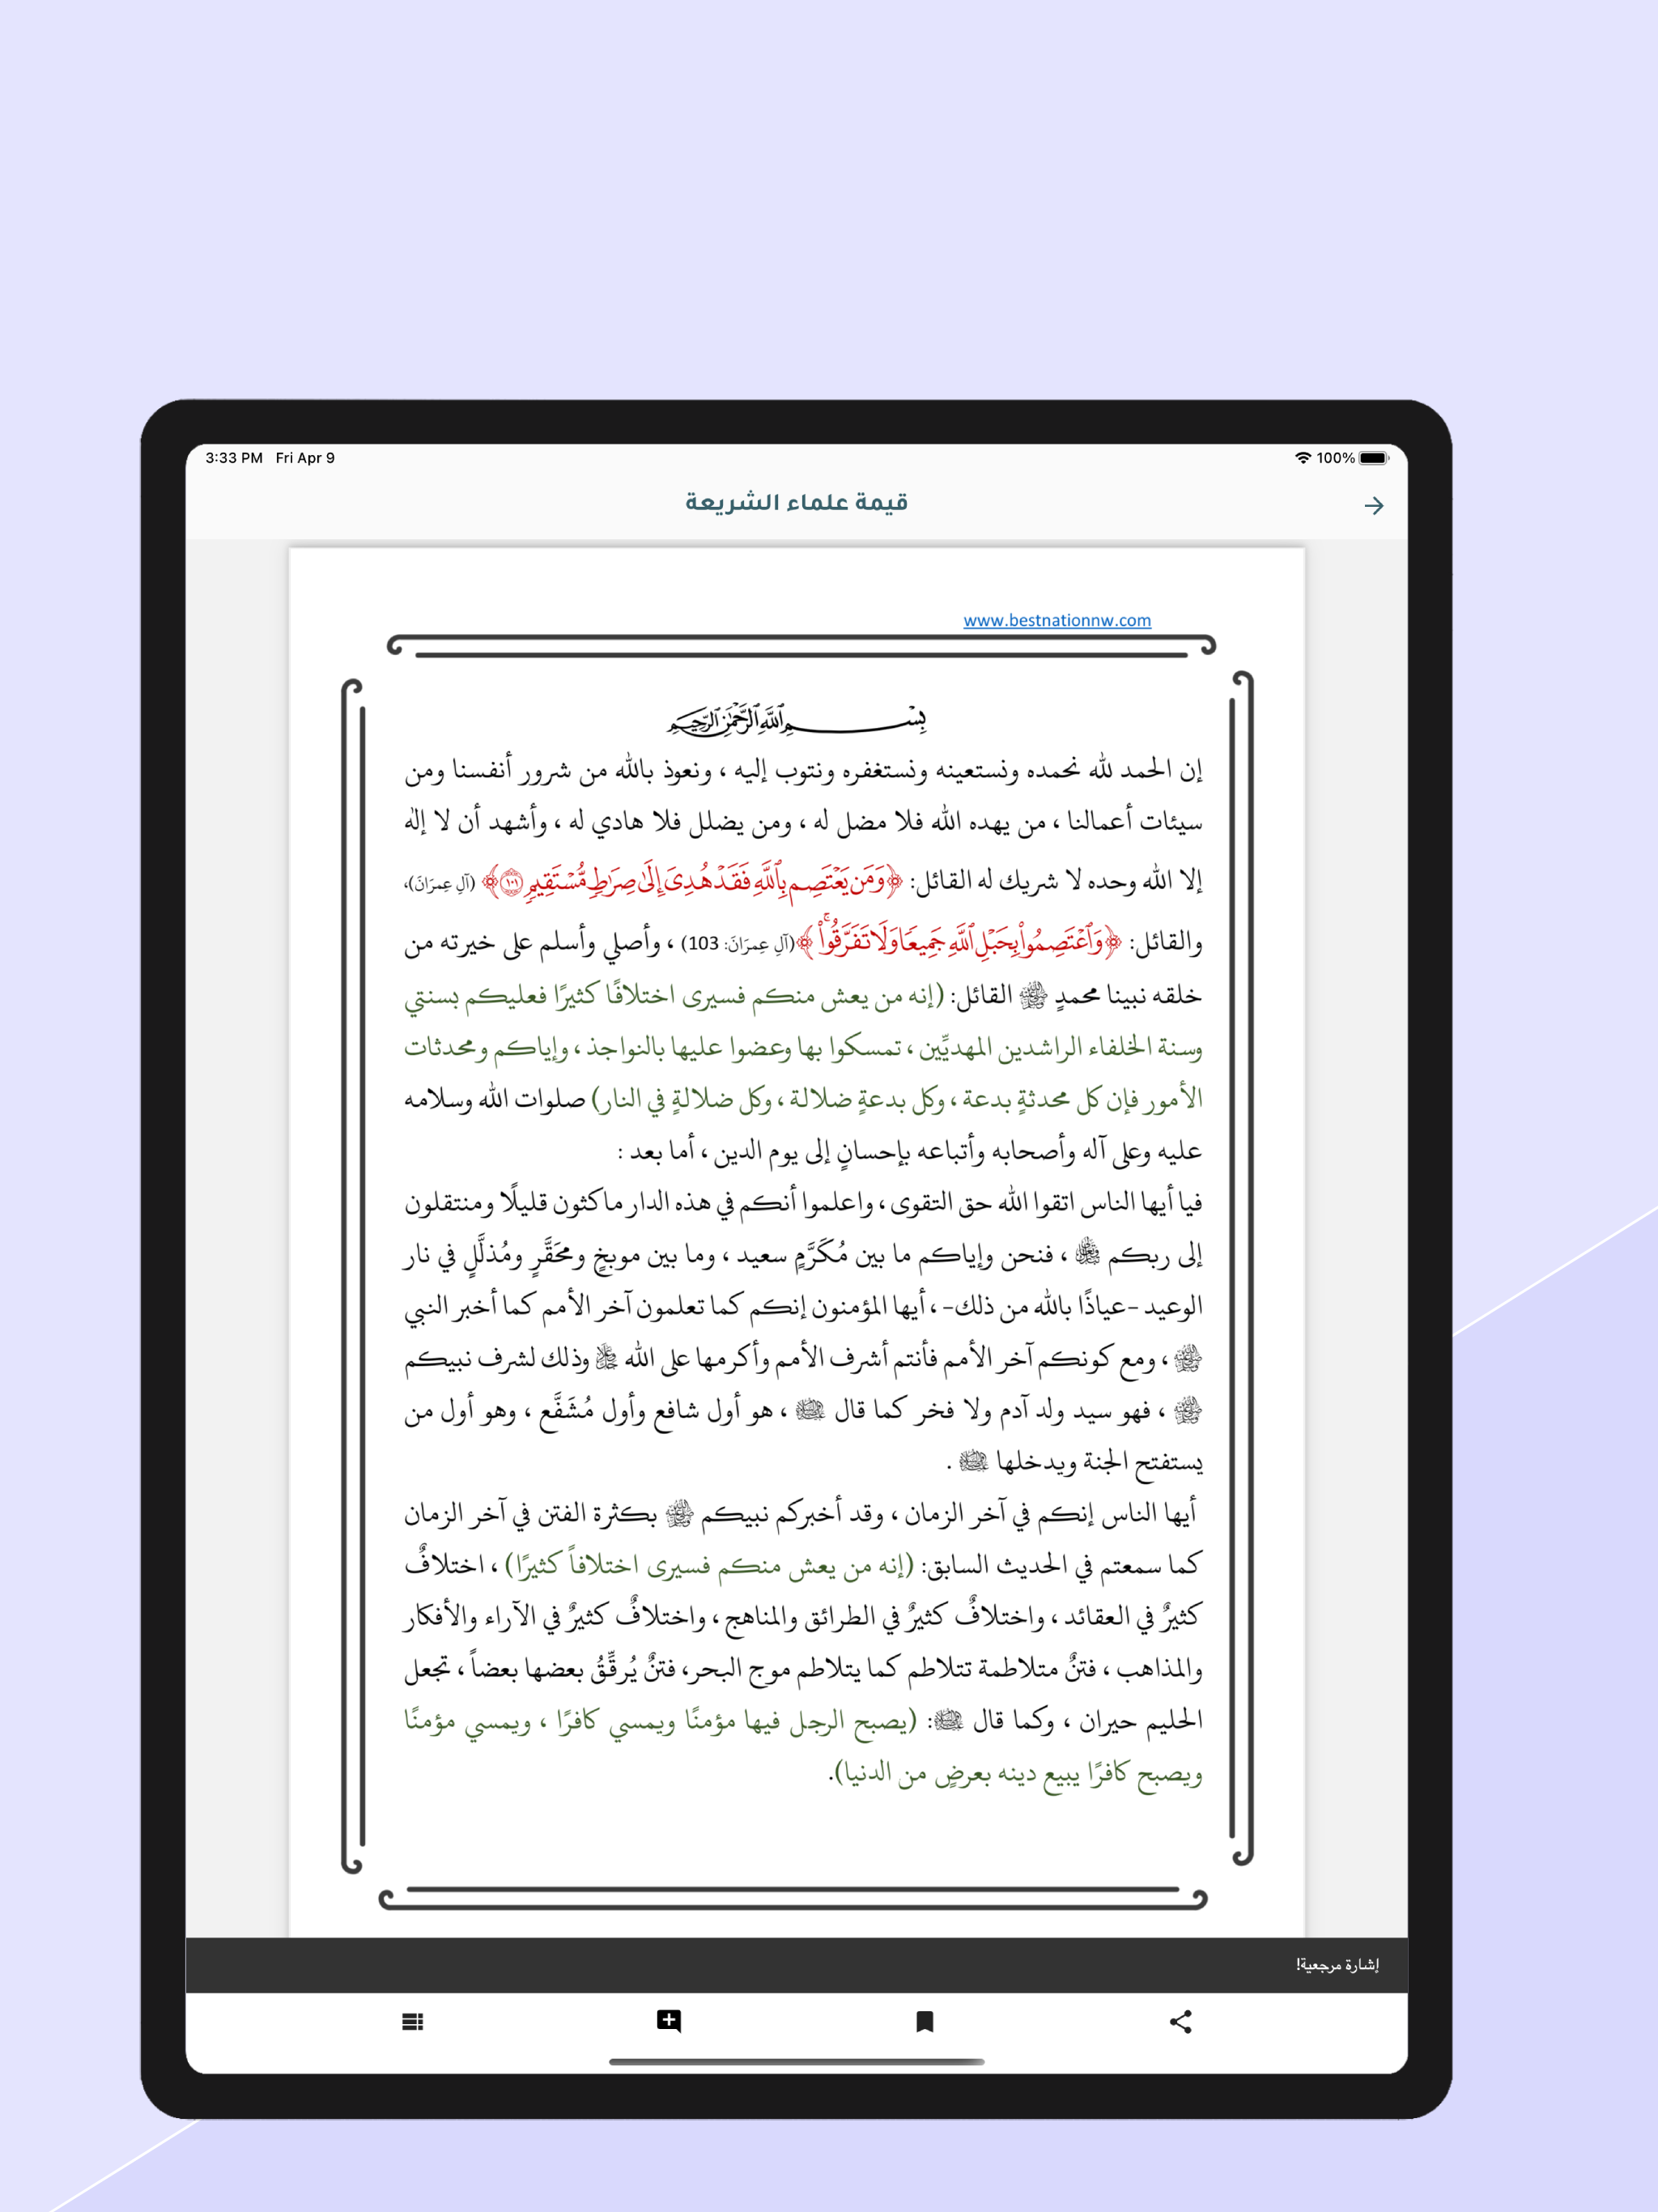 3:33 PM Fri Apr 9
100%
قيمة علماء الشريعة
www.bestnationnw.com
بِسْمِ ٱللَّهِ ٱلرَّحْمَٰنِ ٱلرَّحِيمِ
إن الحمد لله نحمده ونستعينه ونستغفره ونتوب إليه ، ونعوذ بالله من شرور أنفسنا ومن
سيئات أعمالنا ، من يهده الله فلا مضل له ، ومن يضلل فلا هادي له ، وأشهد أن لا إله
إلا الله وحده لا شريك له القائل: ﴿وَمَن يَعْتَصِم بِٱللَّهِ فَقَدْ هُدِىَ إِلَىٰ صِرَٰطٍ مُّسْتَقِيمٍ ١٠١﴾ (آلِ عِمرَانَ)،
والقائل: ﴿وَٱعْتَصِمُوا۟ بِحَبْلِ ٱللَّهِ جَمِيعًا وَلَا تَفَرَّقُوا۟ۚ﴾(آلِ عِمرَانَ: 103) ، وأصلي وأسلم على خيرته من
خلقه نبينا محمدٍ ﷺ القائل: (إنه من يعش منكم فسيرى اختلافًا كثيرًا فعليكم بسنتي
وسنة الخلفاء الراشدين المهديِّين ، تمسكوا بها وعضوا عليها بالنواجذ ، وإياكم ومحدثات
الأمور فإن كل محدثةٍ بدعة ، وكل بدعةٍ ضلالة ، وكل ضلالةٍ في النار) صلوات الله وسلامه
عليه وعلى آله وأصحابه وأتباعه بإحسانٍ إلى يوم الدين ، أما بعد :
فيا أيها الناس اتقوا الله حق التقوى ، واعلموا أنكم في هذه الدار ماكثون قليلًا ومنتقلون
إلى ربكم ، فنحن وإياكم ما بين مُكَرَّمٍ سعيد ، وما بين موبخٍ ومحَقَّرٍ ومُذلَّلٍ في نار
الوعيد -عياذًا بالله من ذلك- ، أيها المؤمنون إنكم كما تعلمون آخر الأمم كما أخبر النبي
ﷺ ، ومع كونكم آخر الأمم فأنتم أشرف الأمم وأكرمها على الله وذلك لشرف نبيكم
ﷺ ، فهو سيد ولد آدم ولا فخر كما قال ﷺ ، هو أول شافع وأول مُشَفَّع ، وهو أول من
يستفتح الجنة ويدخلها ﷺ .
أيها الناس إنكم في آخر الزمان ، وقد أخبركم نبيكم ﷺ بكثرة الفتن في آخر الزمان
كما سمعتم في الحديث السابق: (إنه من يعش منكم فسيرى اختلافاً كثيرًا) ، اختلافٌ
كثيرٌ في العقائد ، واختلافٌ كثيرٌ في الطرائق والمناهج ، واختلافٌ كثيرٌ في الآراء والأفكار
والمذاهب ، فتنٌ متلاطمة تتلاطم كما يتلاطم موج البحر، فتنٌ يُرقِّقُ بعضها بعضاً ، تجعل
الحليم حيران ، وكما قال ﷺ: (يصبح الرجل فيها مؤمنًا ويمسي كافرًا ، ويمسي مؤمنًا
ويصبح كافرًا يبيع دينه بعرضٍ من الدنيا).
إشارة مرجعية!